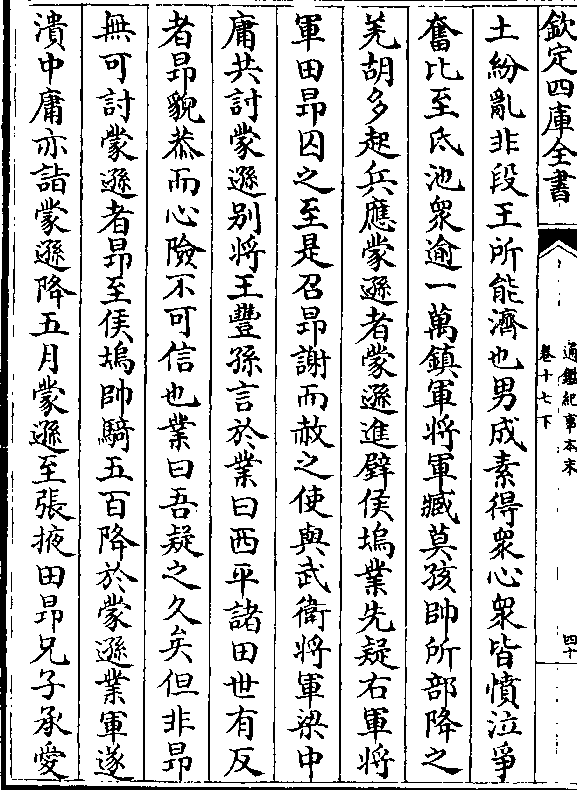 欽定四庫全書
通鑑紀事本末
卷十七下
四十
土紛亂非段王所能濟也男成素得衆心衆皆憤泣爭
奮比至氐池衆逾一萬鎮軍將軍臧莫孩帥所部降之
羌胡多起兵應蒙遜者蒙遜進壁侯塢業先疑右軍將
軍田昂囚之至是召昂謝而赦之使與武衛將軍梁中
庸共討蒙遜别將王豐孫言於業曰西平諸田世有反
者昂貌恭而心險不可信也業曰吾疑之久矣但非昂
無可討蒙遜者昂至侯塢帥騎五百降於蒙遜業軍遂
潰中庸亦詣蒙遜降五月蒙遜至張掖田昂兄子承愛